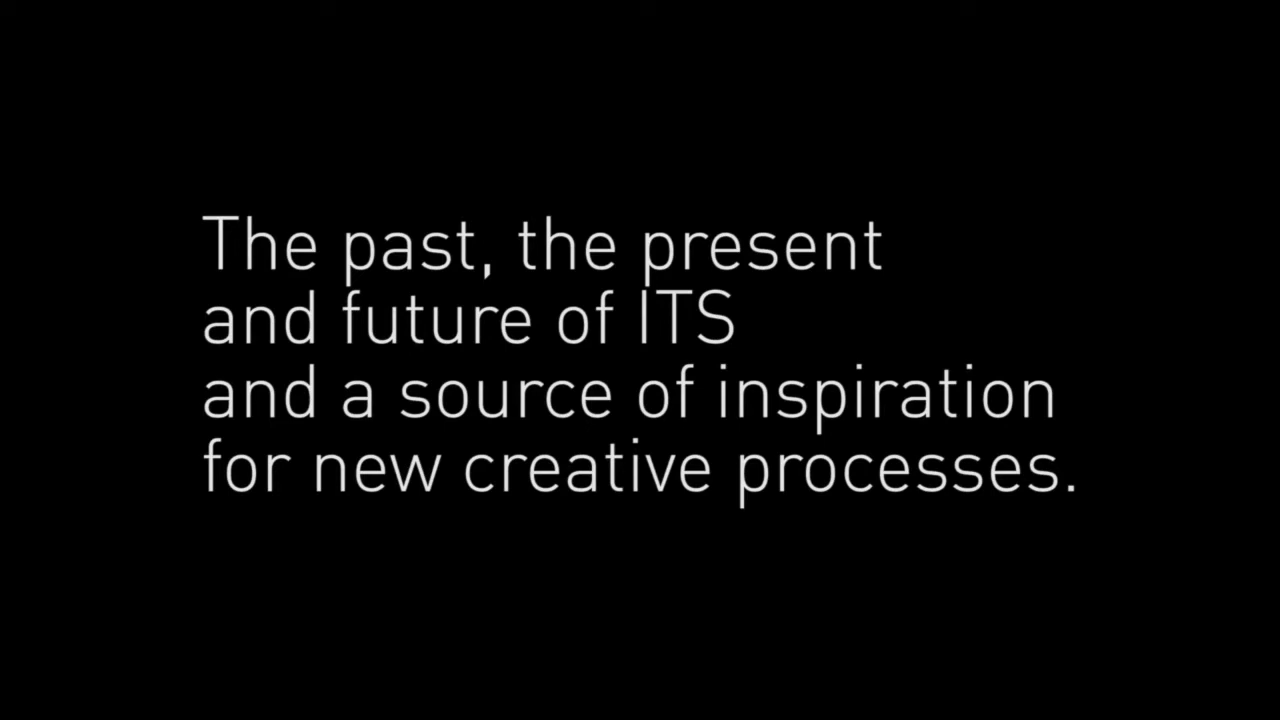 The past, the present
and future of ITS
and a source of inspiration
for new creative processes.